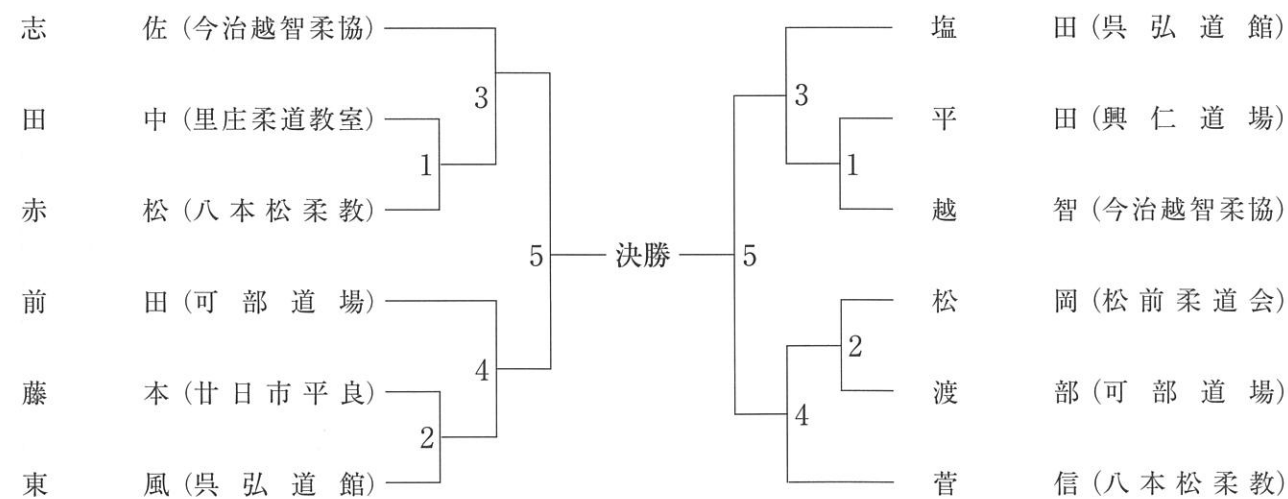 志佐(今治越智柔協)
田中(里庄柔道教室)
赤松(八本松柔教)
前田(可部道場)
藤本(廿日市平良)
東風(呉弘道館)
3
1
5
4
2
決勝
5
3
1
2
4
塩田(呉弘道館)
平田(興仁道場)
越智(今治越智柔協)
松岡(松前柔道会)
渡部(可部道場)
菅信(八本松柔教)